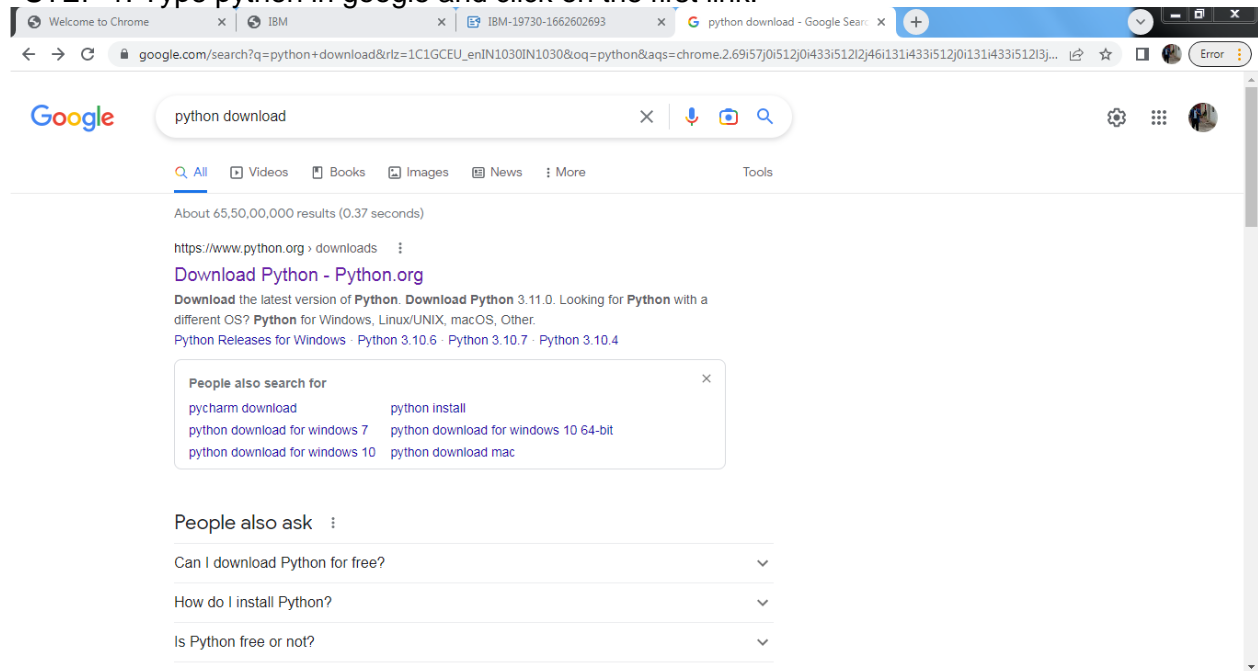 STEP 1: Type python in google and click on the first link.
Welcome to Chrome
IBM
IBM-19730-1662602693
python download - Google Searc
google.com/search?q=python+download&rlz=1C1GCEU_enIN1030IN1030&oq=python&aqs=chrome.2.69i57j0i512j0i433i512l2j46i131i433i512j0i131i433i512l3j...
Error
Google
python download
All Videos Books Images News More Tools
About 65,50,00,000 results (0.37 seconds)
https://www.python.org › downloads
Download Python - Python.org
Download the latest version of Python. Download Python 3.11.0. Looking for Python with a
different OS? Python for Windows, Linux/UNIX, macOS, Other.
Python Releases for Windows · Python 3.10.6 · Python 3.10.7 · Python 3.10.4
People also search for
pycharm download python install
python download for windows 7 python download for windows 10 64-bit
python download for windows 10 python download mac
People also ask
Can I download Python for free?
How do I install Python?
Is Python free or not?